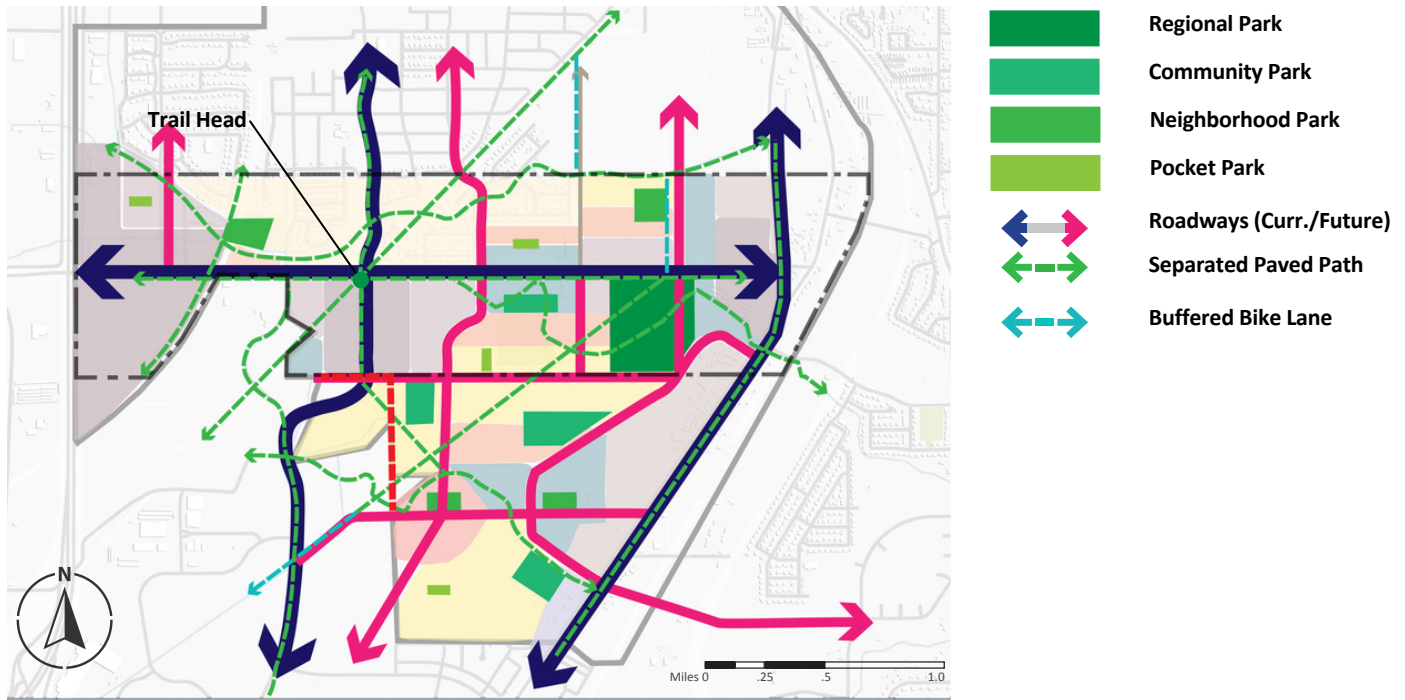 Trail Head
N
Miles 0 .25 .5 1.0
Regional Park
Community Park
Neighborhood Park
Pocket Park
Roadways (Curr./Future)
Separated Paved Path
Buffered Bike Lane